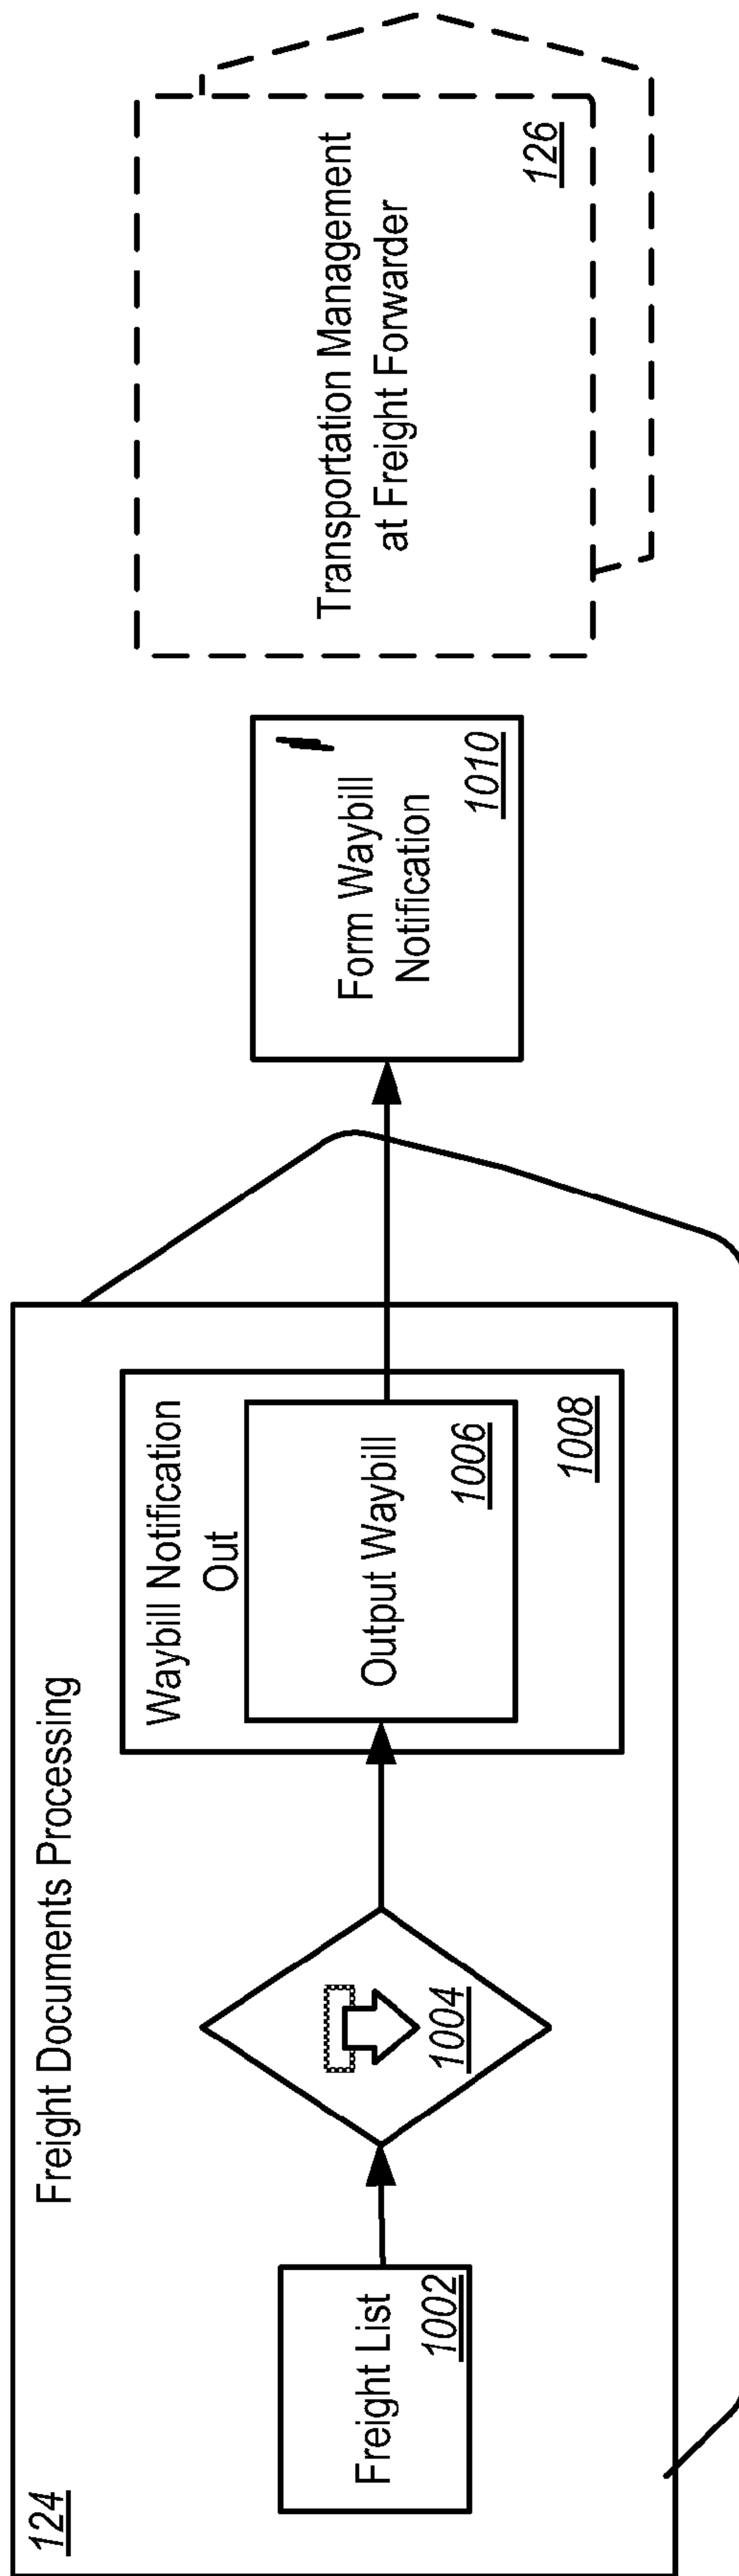 124
Freight Documents Processing
Freight List
1002
1004
Waybill Notification
Out
Output Waybill
1006
1008
Form Waybill
Notification
1010
Transportation Management
at Freight Forwarder
126